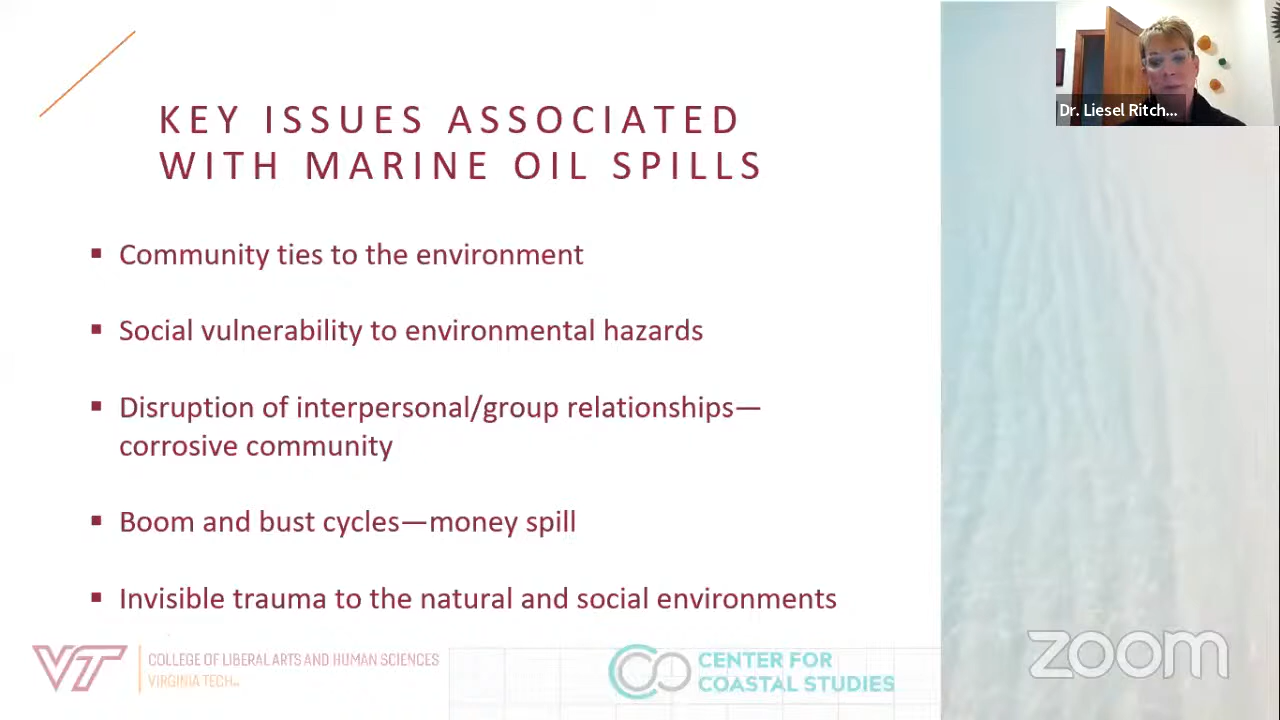 KEY ISSUES ASSOCIATED
WITH MARINE OIL SPILLS
Dr. Liesel Ritch...
▪ Community ties to the environment
▪ Social vulnerability to environmental hazards
▪ Disruption of interpersonal/group relationships—
corrosive community
▪ Boom and bust cycles—money spill
▪ Invisible trauma to the natural and social environments
VT
COLLEGE OF LIBERAL ARTS AND HUMAN SCIENCES
VIRGINIA TECH™
CENTER FOR
COASTAL STUDIES
zoom